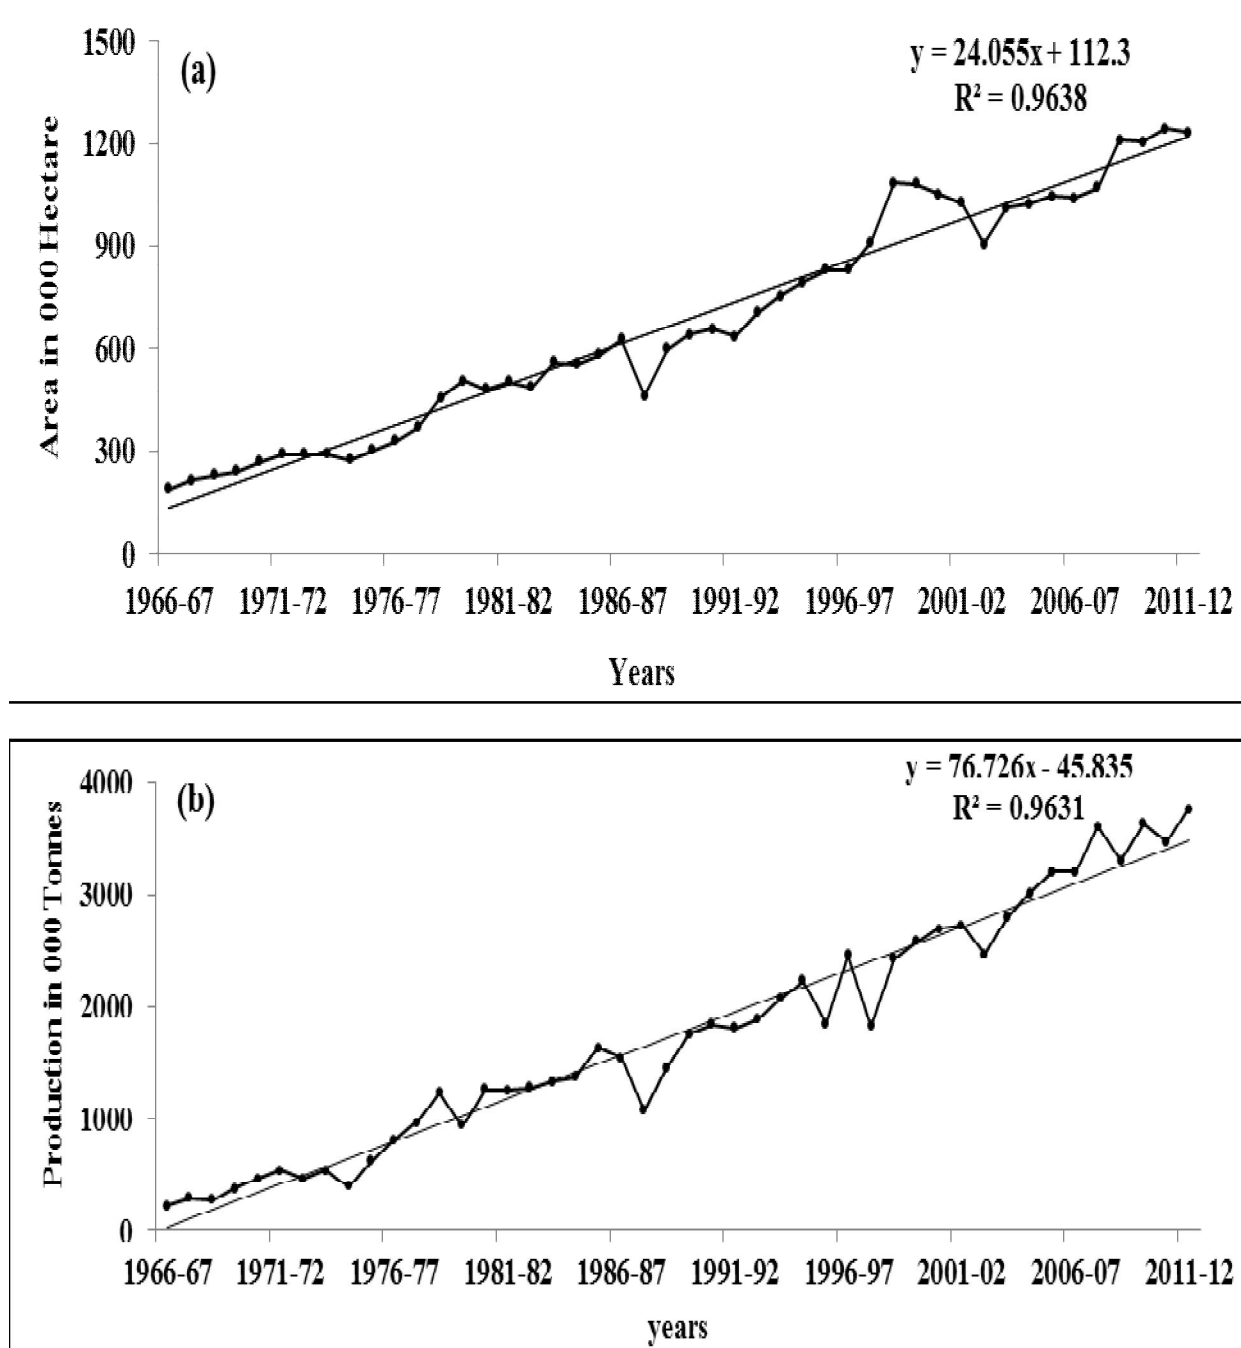 (a)
y = 24.055x + 112.3
R² = 0.9638
Area in 000 Hectare
1500
1200
900
600
300
0
1966-67 1971-72 1976-77 1981-82 1986-87 1991-92 1996-97 2001-02 2006-07 2011-12
Years
(b)
y = 76.726x - 45.835
R² = 0.9631
Production in 000 Tonnes
4000
3000
2000
1000
0
1966-67 1971-72 1976-77 1981-82 1986-87 1991-92 1996-97 2001-02 2006-07 2011-12
years